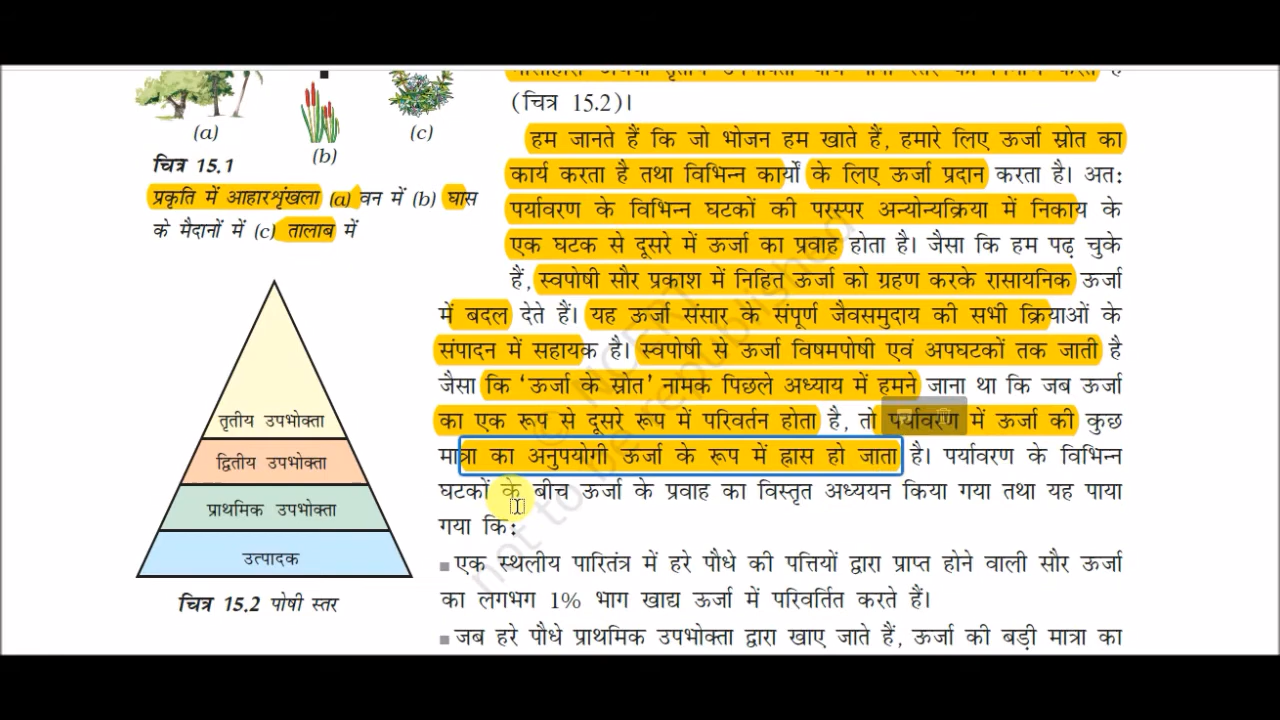 (a)
(b)
(c)
चित्र 15.1
प्रकृति में आहारशृंखला (a) वन में (b) घास
के मैदानों में (c) तालाब में
तृतीय उपभोक्ता
द्वितीय उपभोक्ता
प्राथमिक उपभोक्ता
उत्पादक
चित्र 15.2 पोषी स्तर
(चित्र 15.2)।
हम जानते हैं कि जो भोजन हम खाते हैं, हमारे लिए ऊर्जा स्रोत का
कार्य करता है तथा विभिन्न कार्यों के लिए ऊर्जा प्रदान करता है। अतः
पर्यावरण के विभिन्न घटकों की परस्पर अन्योन्यक्रिया में निकाय के
एक घटक से दूसरे में ऊर्जा का प्रवाह होता है। जैसा कि हम पढ़ चुके
हैं, स्वपोषी सौर प्रकाश में निहित ऊर्जा को ग्रहण करके रासायनिक ऊर्जा
में बदल देते हैं। यह ऊर्जा संसार के संपूर्ण जैवसमुदाय की सभी क्रियाओं के
संपादन में सहायक है। स्वपोषी से ऊर्जा विषमपोषी एवं अपघटकों तक जाती है
जैसा कि ‘ऊर्जा के स्रोत’ नामक पिछले अध्याय में हमने जाना था कि जब ऊर्जा
का एक रूप से दूसरे रूप में परिवर्तन होता है, तो पर्यावरण में ऊर्जा की कुछ
मात्रा का अनुपयोगी ऊर्जा के रूप में ह्रास हो जाता है। पर्यावरण के विभिन्न
घटकों के बीच ऊर्जा के प्रवाह का विस्तृत अध्ययन किया गया तथा यह पाया
गया कि:
■ एक स्थलीय पारितंत्र में हरे पौधे की पत्तियों द्वारा प्राप्त होने वाली सौर ऊर्जा
का लगभग 1% भाग खाद्य ऊर्जा में परिवर्तित करते हैं।
■ जब हरे पौधे प्राथमिक उपभोक्ता द्वारा खाए जाते हैं, ऊर्जा की बड़ी मात्रा का
© NCERT
not to be republished